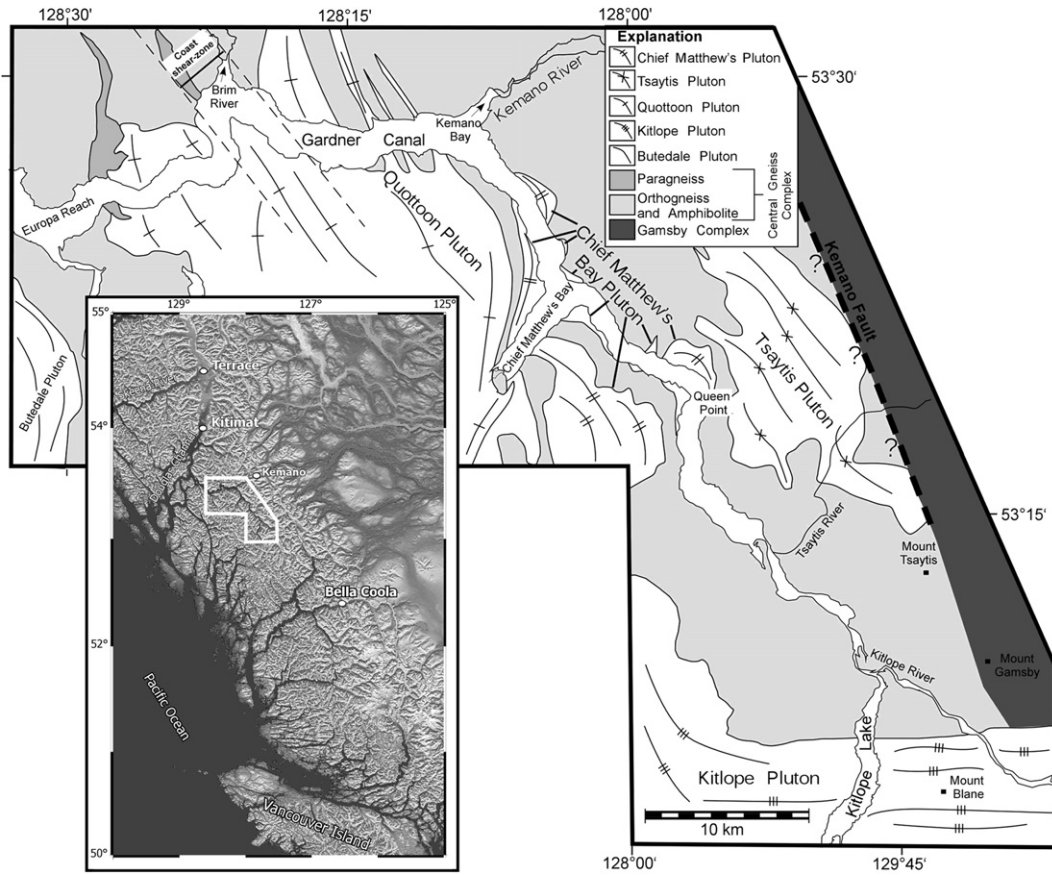 128°30'
128°15'
128°00'
53°30'
Coast
shear-zone
Brim
River
Gardner Canal
Kemano
Bay
Kemano River
Europa Reach
Quottoon Pluton
Explanation
Chief Matthew's Pluton
Tsaytis Pluton
Quottoon Pluton
Kitlope Pluton
Butedale Pluton
Paragneiss
Orthogneiss
and Amphibolite
Gamsby Complex
Central Gneiss
Complex
Kemano Fault
?
?
?
Chief Matthew's
Bay Pluton
Chief Matthew's Bay
Tsaytis Pluton
Queen
Point
Butedale Pluton
53°15'
Tsaytis River
Mount
Tsaytis
Kitlope River
Mount
Gamsby
Kitlope Lake
Kitlope Pluton
Mount
Blane
10 km
128°00'
129°45'
129°
127°
125°
55°
54°
52°
50°
Terrace
Kitimat
Kemano
Bella Coola
Pacific Ocean
Vancouver Island